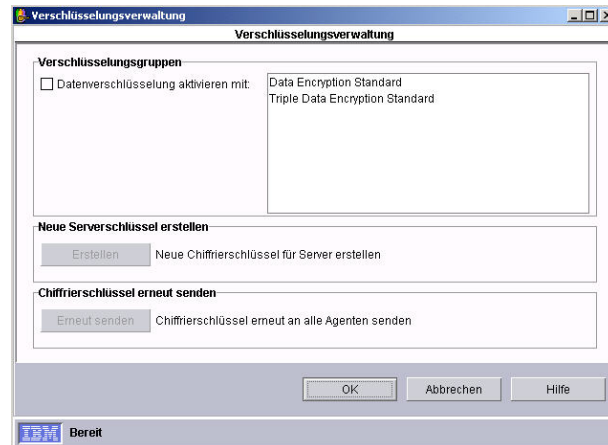 Verschlüsselungsverwaltung
Verschlüsselungsverwaltung
Verschlüsselungsgruppen
Datenverschlüsselung aktivieren mit:
Data Encryption Standard
Triple Data Encryption Standard
Neue Serverschlüssel erstellen
Erstellen Neue Chiffrierschlüssel für Server erstellen
Chiffrierschlüssel erneut senden
Erneut senden Chiffrierschlüssel erneut an alle Agenten senden
OK Abbrechen Hilfe
IBM Bereit